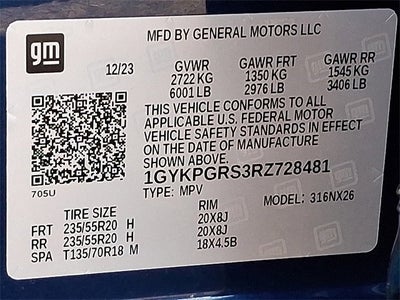 gm
MFD BY GENERAL MOTORS LLC
12/23 GVWR GAWR FRT GAWR RR
2722 KG 1350 KG 1545 KG
6001 LB 2976 LB 3406 LB
THIS VEHICLE CONFORMS TO ALL
APPLICABLE U.S. FEDERAL MOTOR
VEHICLE SAFETY STANDARDS IN EFFECT
ON THE DATE OF MANUFACTURE
SHOWN ABOVE.
1GYKPGRS3RZ728481
705U TYPE: MPV MODEL: 316NX26
TIRE SIZE RIM
FRT 235/55R20 H 20X8J
RR 235/55R20 H 20X8J
SPA T135/70R18 M 18X4.5B